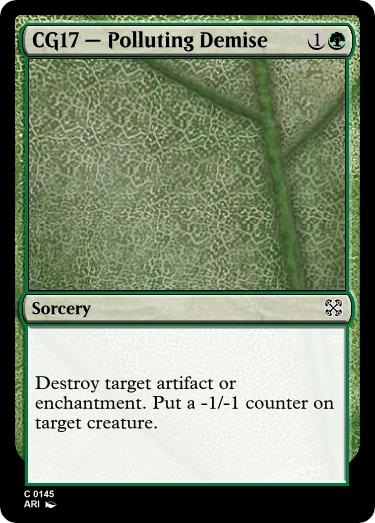 CG17 — Polluting Demise 1
Sorcery
Destroy target artifact or
enchantment. Put a -1/-1 counter on
target creature.
C 0145
ARI